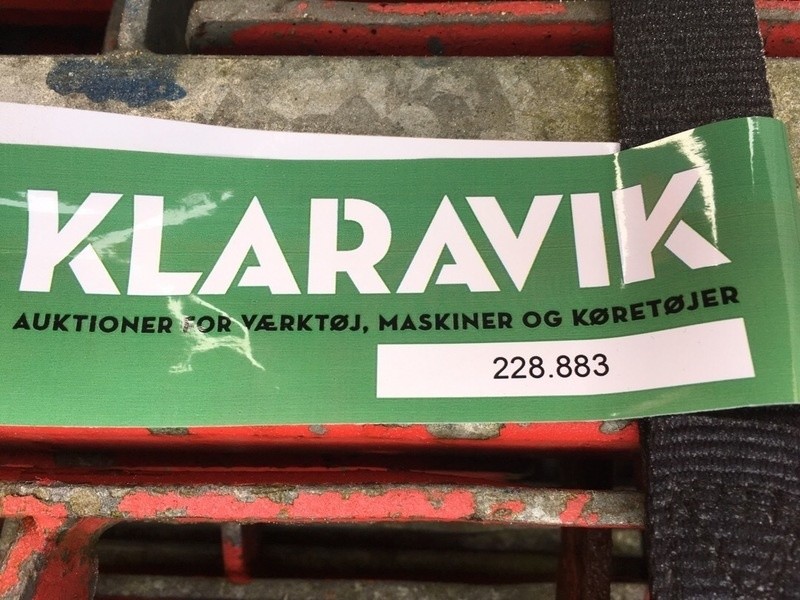 KLARAVIK
AUKTIONER FOR VÆRKTØJ, MASKINER OG KØRETØJER
228.883